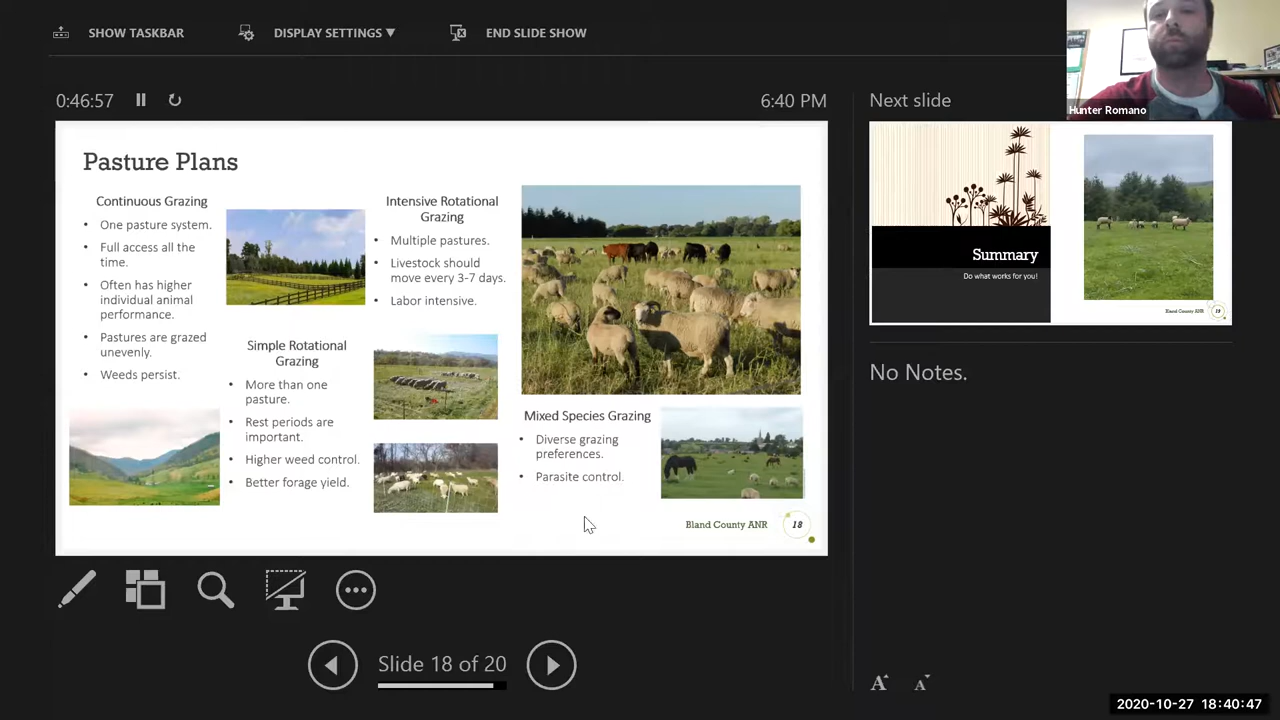 SHOW TASKBAR
DISPLAY SETTINGS ▼
END SLIDE SHOW
0:46:57
6:40 PM
Next slide
Hunter Romano
Pasture Plans
Continuous Grazing
• One pasture system.
• Full access all the
time.
• Often has higher
individual animal
performance.
• Pastures are grazed
unevenly.
• Weeds persist.
Simple Rotational
Grazing
• More than one
pasture.
• Rest periods are
important.
• Higher weed control.
• Better forage yield.
Intensive Rotational
Grazing
• Multiple pastures.
• Livestock should
move every 3-7 days.
• Labor intensive.
Mixed Species Grazing
• Diverse grazing
preferences.
• Parasite control.
Bland County ANR
18
Summary
Do what works for you!
Bland County ANR
19
No Notes.
Slide 18 of 20
A A
2020-10-27 18:40:47